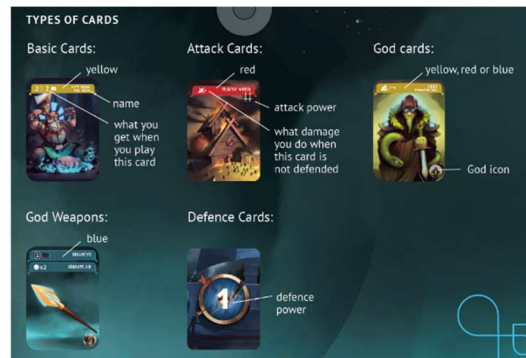 TYPES OF CARDS
Basic Cards:
yellow
name
what you
get when
you play
this card
Attack Cards:
red
attack power
what damage
you do when
this card is
not defended
God cards:
yellow, red or blue
God icon
God Weapons:
blue
x2
Defence Cards:
1
defence
power